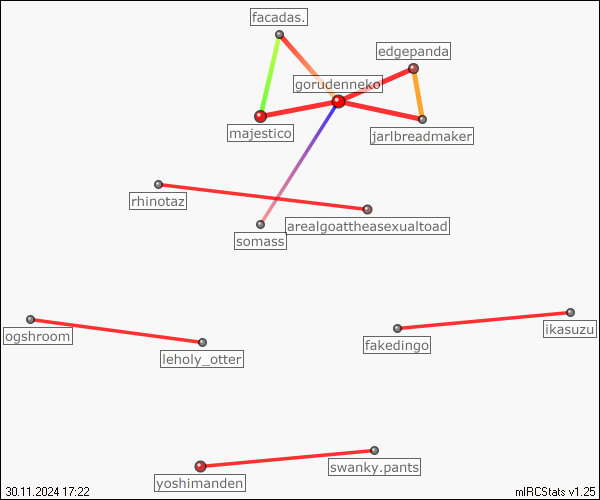 facadas.
edgepanda
gorudenneko
majestico
jarlbreadmaker
rhinotaz
arealgoattheasexualtoad
somass
ogshroom
ikasuzu
fakedingo
leholy_otter
swanky.pants
yoshimanden
30.11.2024 17:22
mIRCStats v1.25